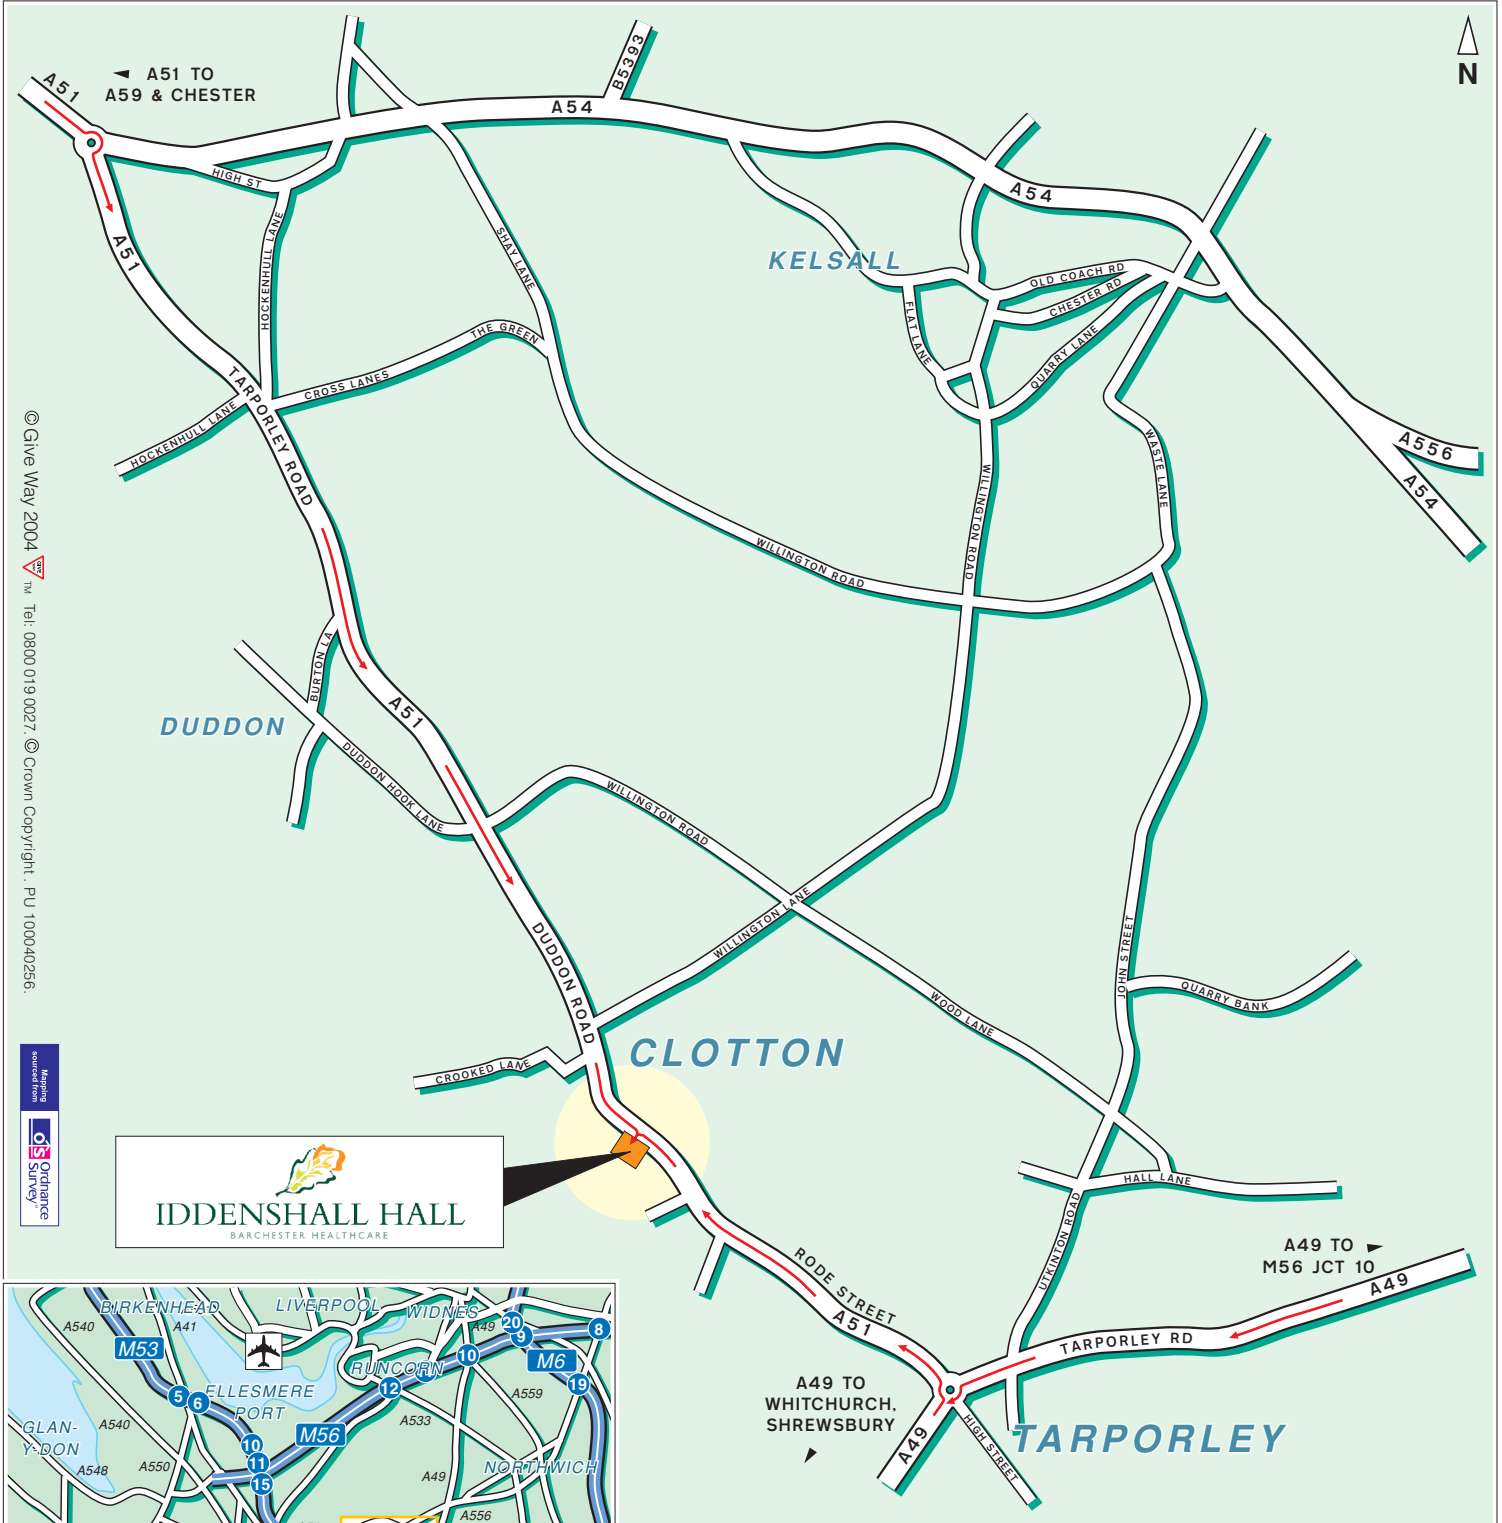 N
A51
A51 TO
A59 & CHESTER
B5393
A54
HIGH ST
A54
A51
HOCKENHULL LANE
SHAY LANE
KELSALL
OLD COACH RD
CHESTER RD
FLAT LANE
QUARRY LANE
THE GREEN
CROSS LANES
TARPORLEY ROAD
HOCKENHULL LANE
WASTE LANE
A556
A54
WILLINGTON ROAD
WILLINGTON ROAD
BURTON LA
DUDDON
A51
DUDDON HOOK LANE
WILLINGTON ROAD
WILLINGTON LANE
DUDDON ROAD
JOHN STREET
QUARRY BANK
WOOD LANE
CLOTTON
CROOKED LANE
HALL LANE
UTKINTON ROAD
IDDENSHALL HALL
BARCHESTER HEALTHCARE
RODE STREET
A51
A49 TO
M56 JCT 10
A49
TARPORLEY RD
A49 TO
WHITCHURCH,
SHREWSBURY
A49
HIGH STREET
TARPORLEY
© Give Way 2004 GIVE WAY ™ Tel: 0800 019 0027. © Crown Copyright . PU 100040256.
Mapping
sourced from
OS Ordnance
Survey®
BIRKENHEAD
LIVERPOOL
WIDNES
A540
A41
A49
20
9
8
M53
10
M6
RUNCORN
12
19
5
6
ELLESMERE
PORT
A559
A540
A533
GLAN-
Y-DON
10
M56
11
15
A548
A550
A49
NORTHWICH
A556